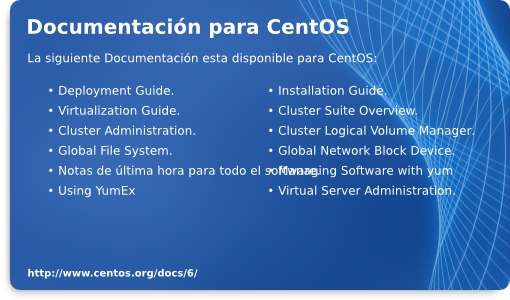 Documentación para CentOS
La siguiente Documentación esta disponible para CentOS:
• Deployment Guide.
• Virtualization Guide.
• Cluster Administration.
• Global File System.
• Notas de última hora para todo el software.
• Using YumEx
• Installation Guide.
• Cluster Suite Overview.
• Cluster Logical Volume Manager.
• Global Network Block Device.
• Managing Software with yum
• Virtual Server Administration.
http://www.centos.org/docs/6/